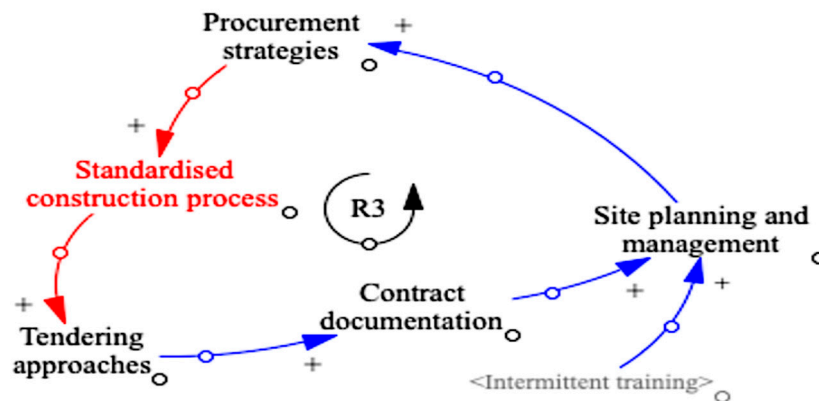 Procurement
strategies
+
+
Standardised
construction process
R3
Site planning and
management
+
Tendering
approaches
Contract
documentation
+
+
+
<Intermittent training>